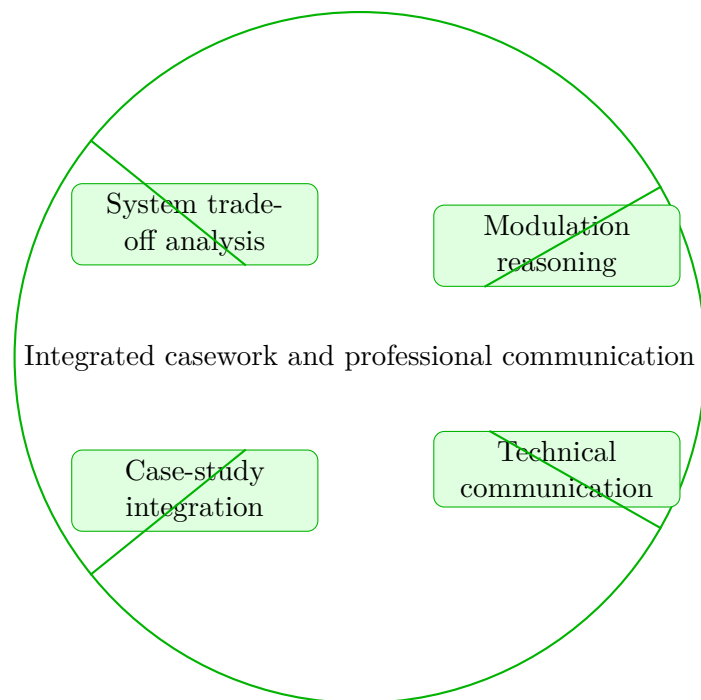 System trade-
off analysis
Modulation
reasoning
Integrated casework and professional communication
Case-study
integration
Technical
communication